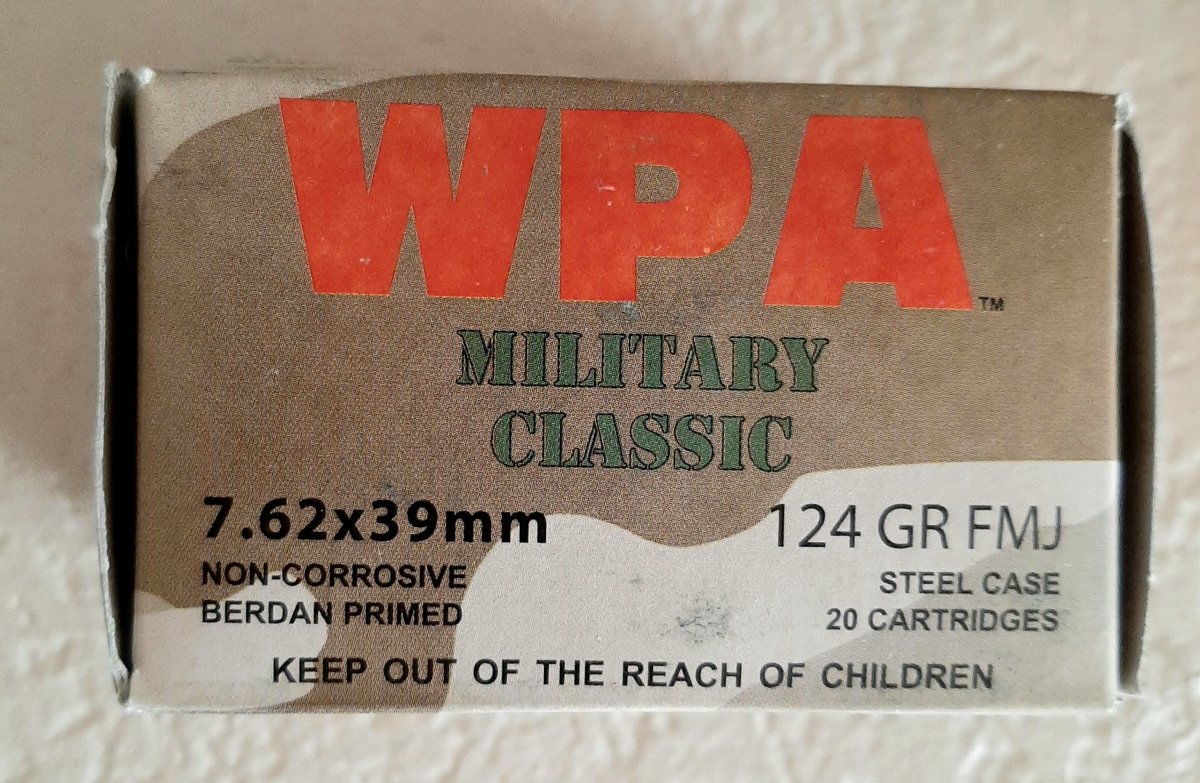 WPA™
MILITARY
CLASSIC
7.62x39mm 124 GR FMJ
NON-CORROSIVE STEEL CASE
BERDAN PRIMED 20 CARTRIDGES
KEEP OUT OF THE REACH OF CHILDREN